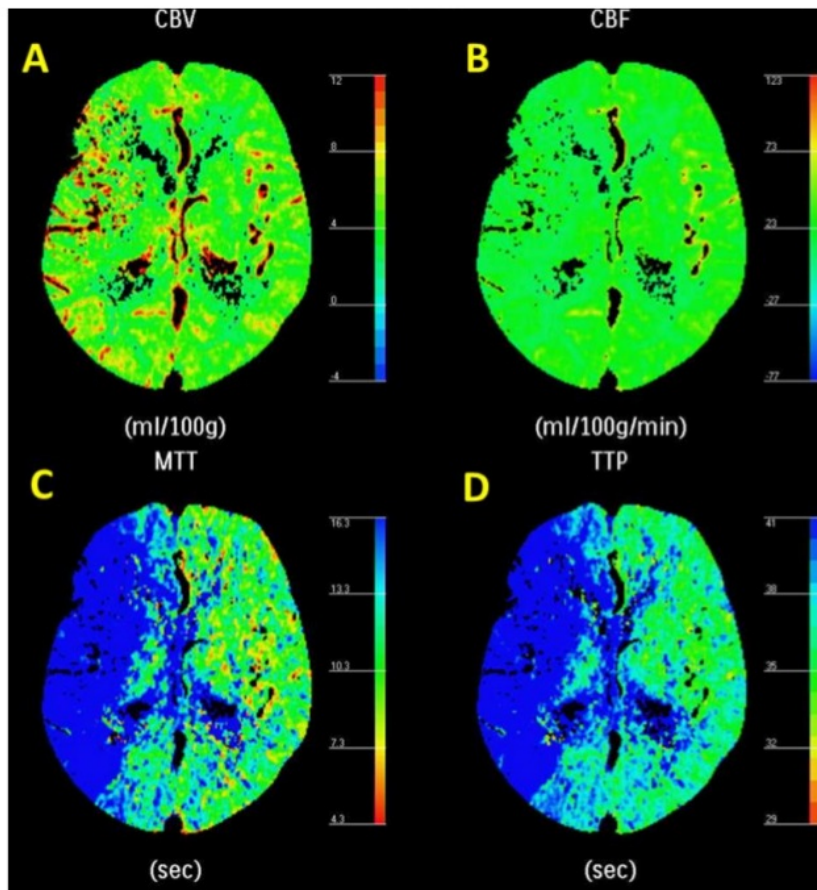 CBV
CBF
A
B
12
8
4
0
-4
123
73
23
-27
-77
(ml/100g)
(ml/100g/min)
MTT
TTP
C
D
16.3
13.3
10.3
7.3
4.3
41
38
35
32
29
(sec)
(sec)